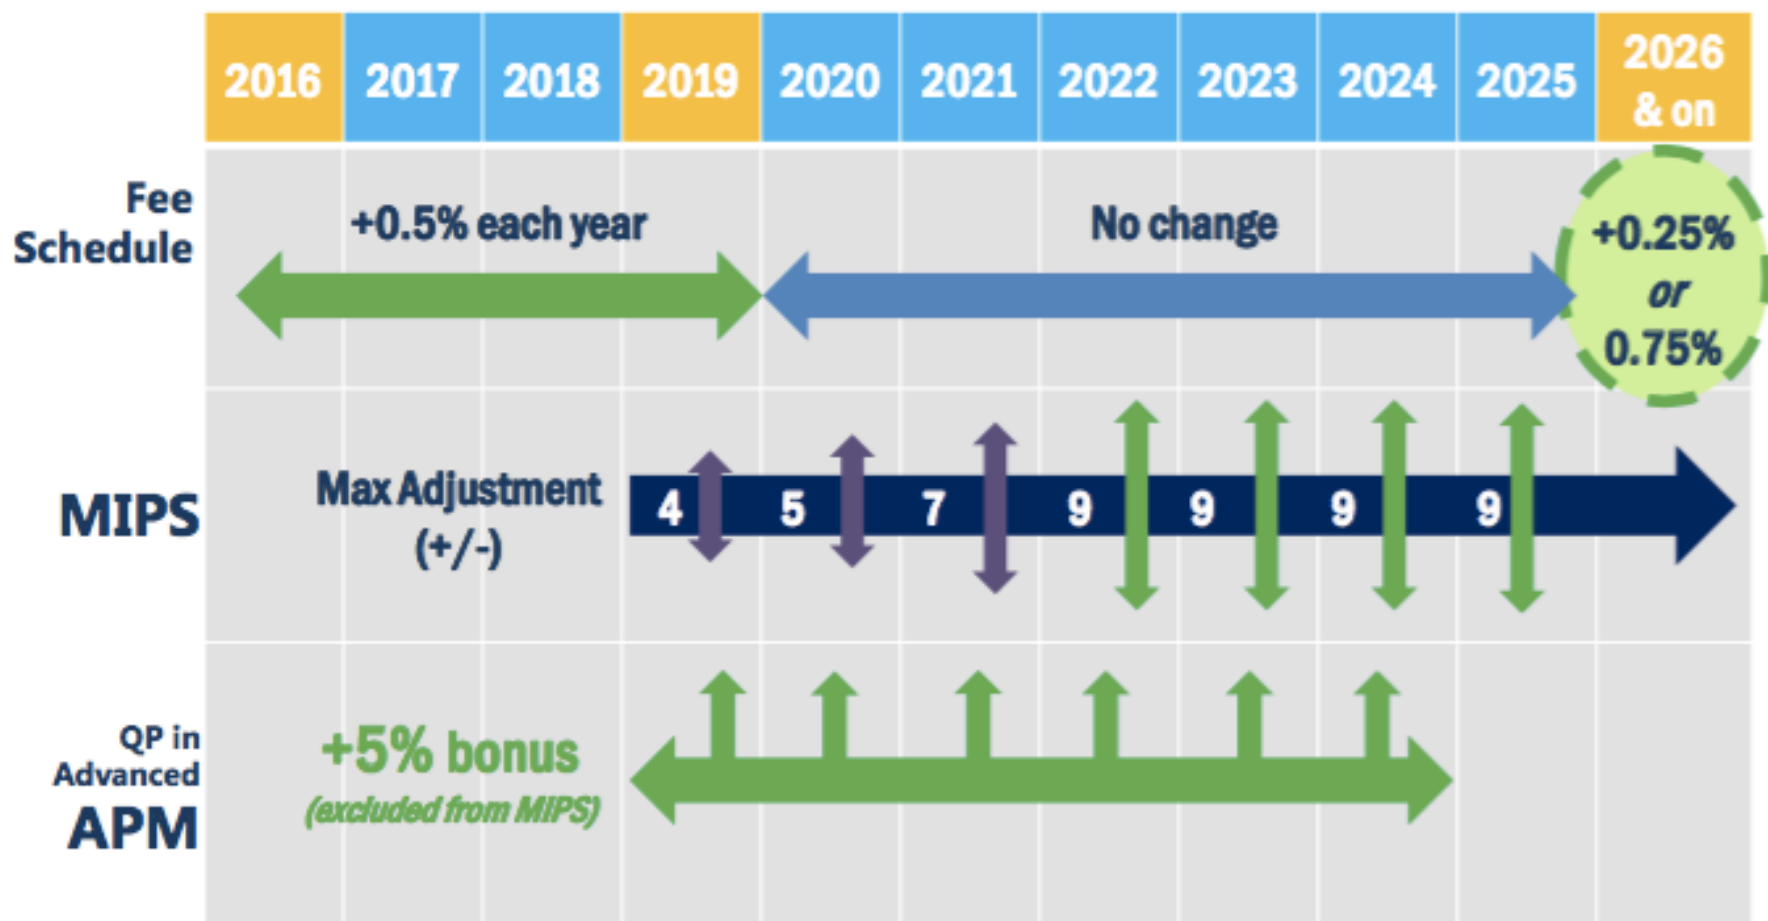 2016 2017 2018 2019 2020 2021 2022 2023 2024 2025 2026
& on
Fee
Schedule
+0.5% each year
No change
+0.25%
or
0.75%
MIPS
Max Adjustment
(+/-)
4 5 7 9 9 9 9
QP in
Advanced
APM
+5% bonus
(excluded from MIPS)